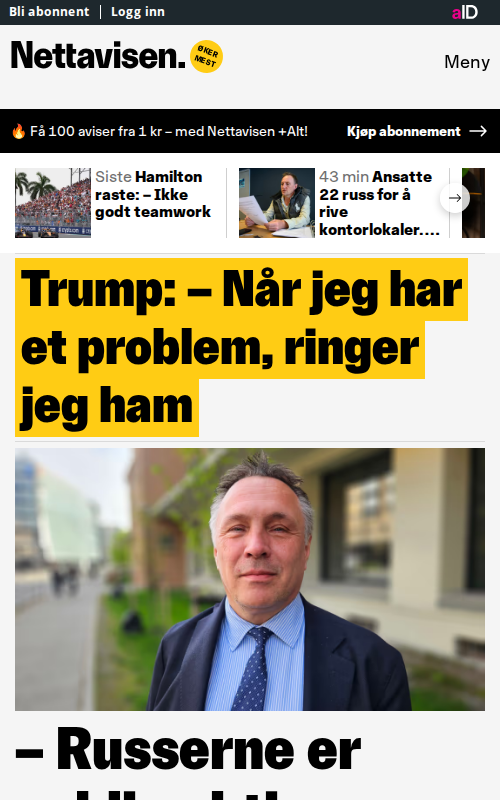 Bli abonnent | Logg inn
aID
Nettavisen.
ØKER
MEST
Meny
🔥 Få 100 aviser fra 1 kr – med Nettavisen +Alt!
Kjøp abonnement →
Siste Hamilton
raste: – Ikke
godt teamwork
43 min Ansatte
22 russ for å
rive
kontorlokaler....
Trump: – Når jeg har
et problem, ringer
jeg ham
– Russerne er